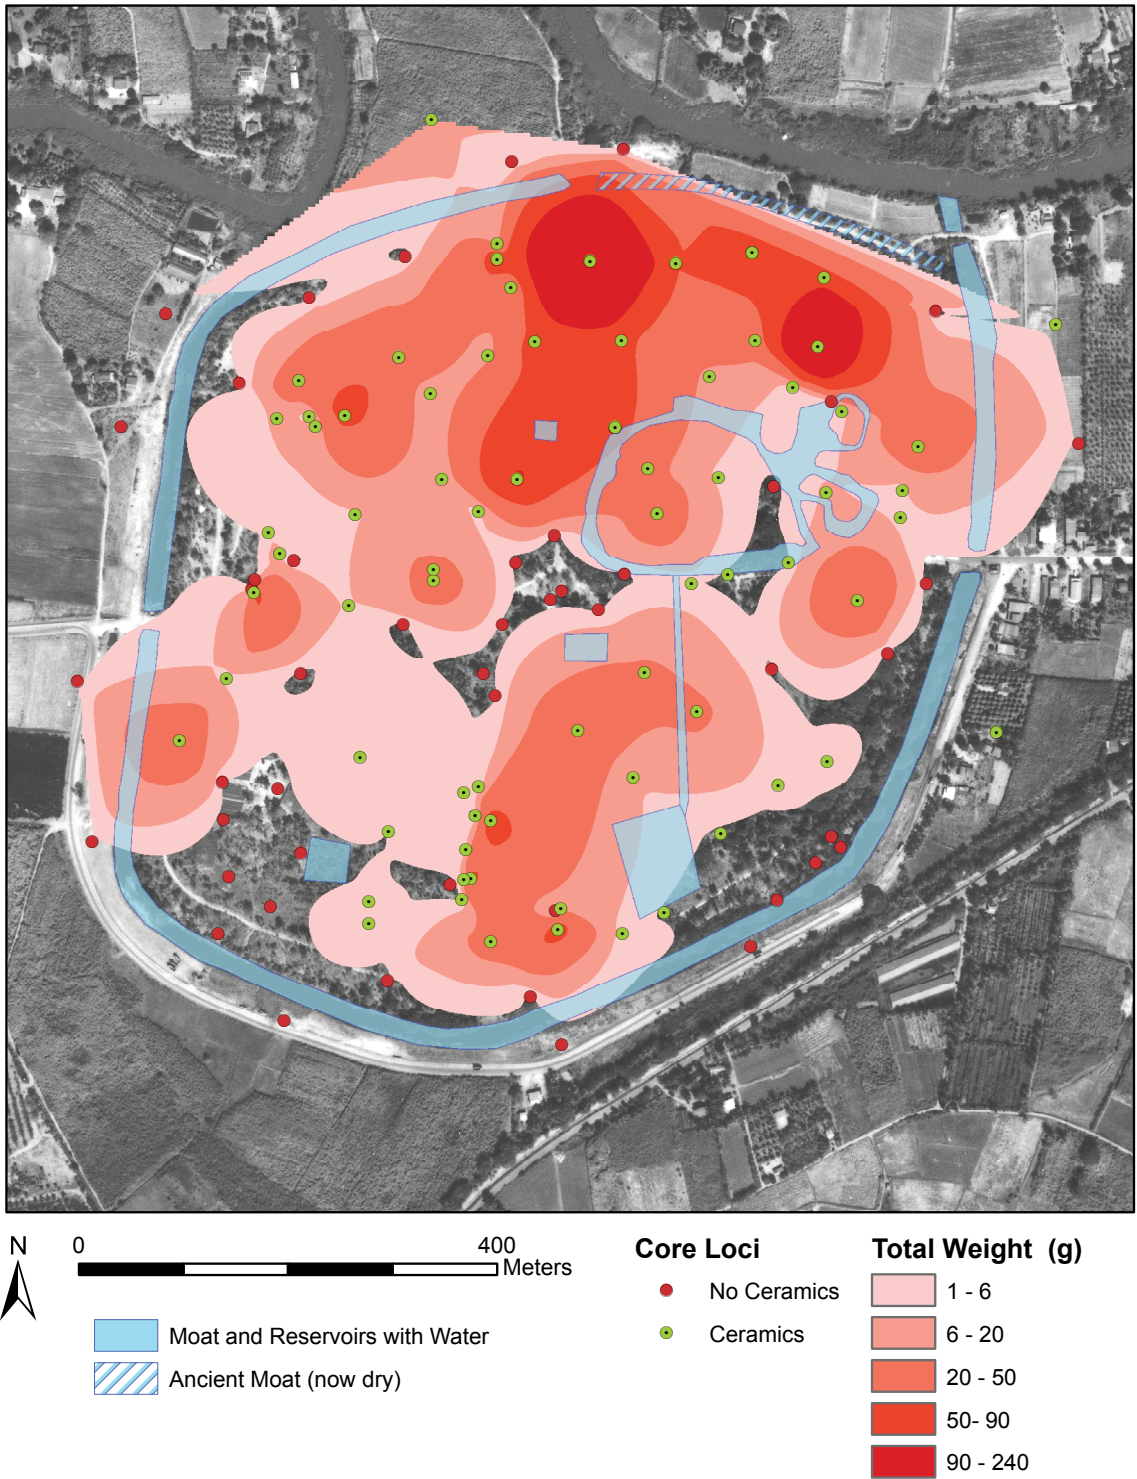 N
0 400
Meters
Moat and Reservoirs with Water
Ancient Moat (now dry)
Core Loci
No Ceramics
Ceramics
Total Weight (g)
1 - 6
6 - 20
20 - 50
50- 90
90 - 240